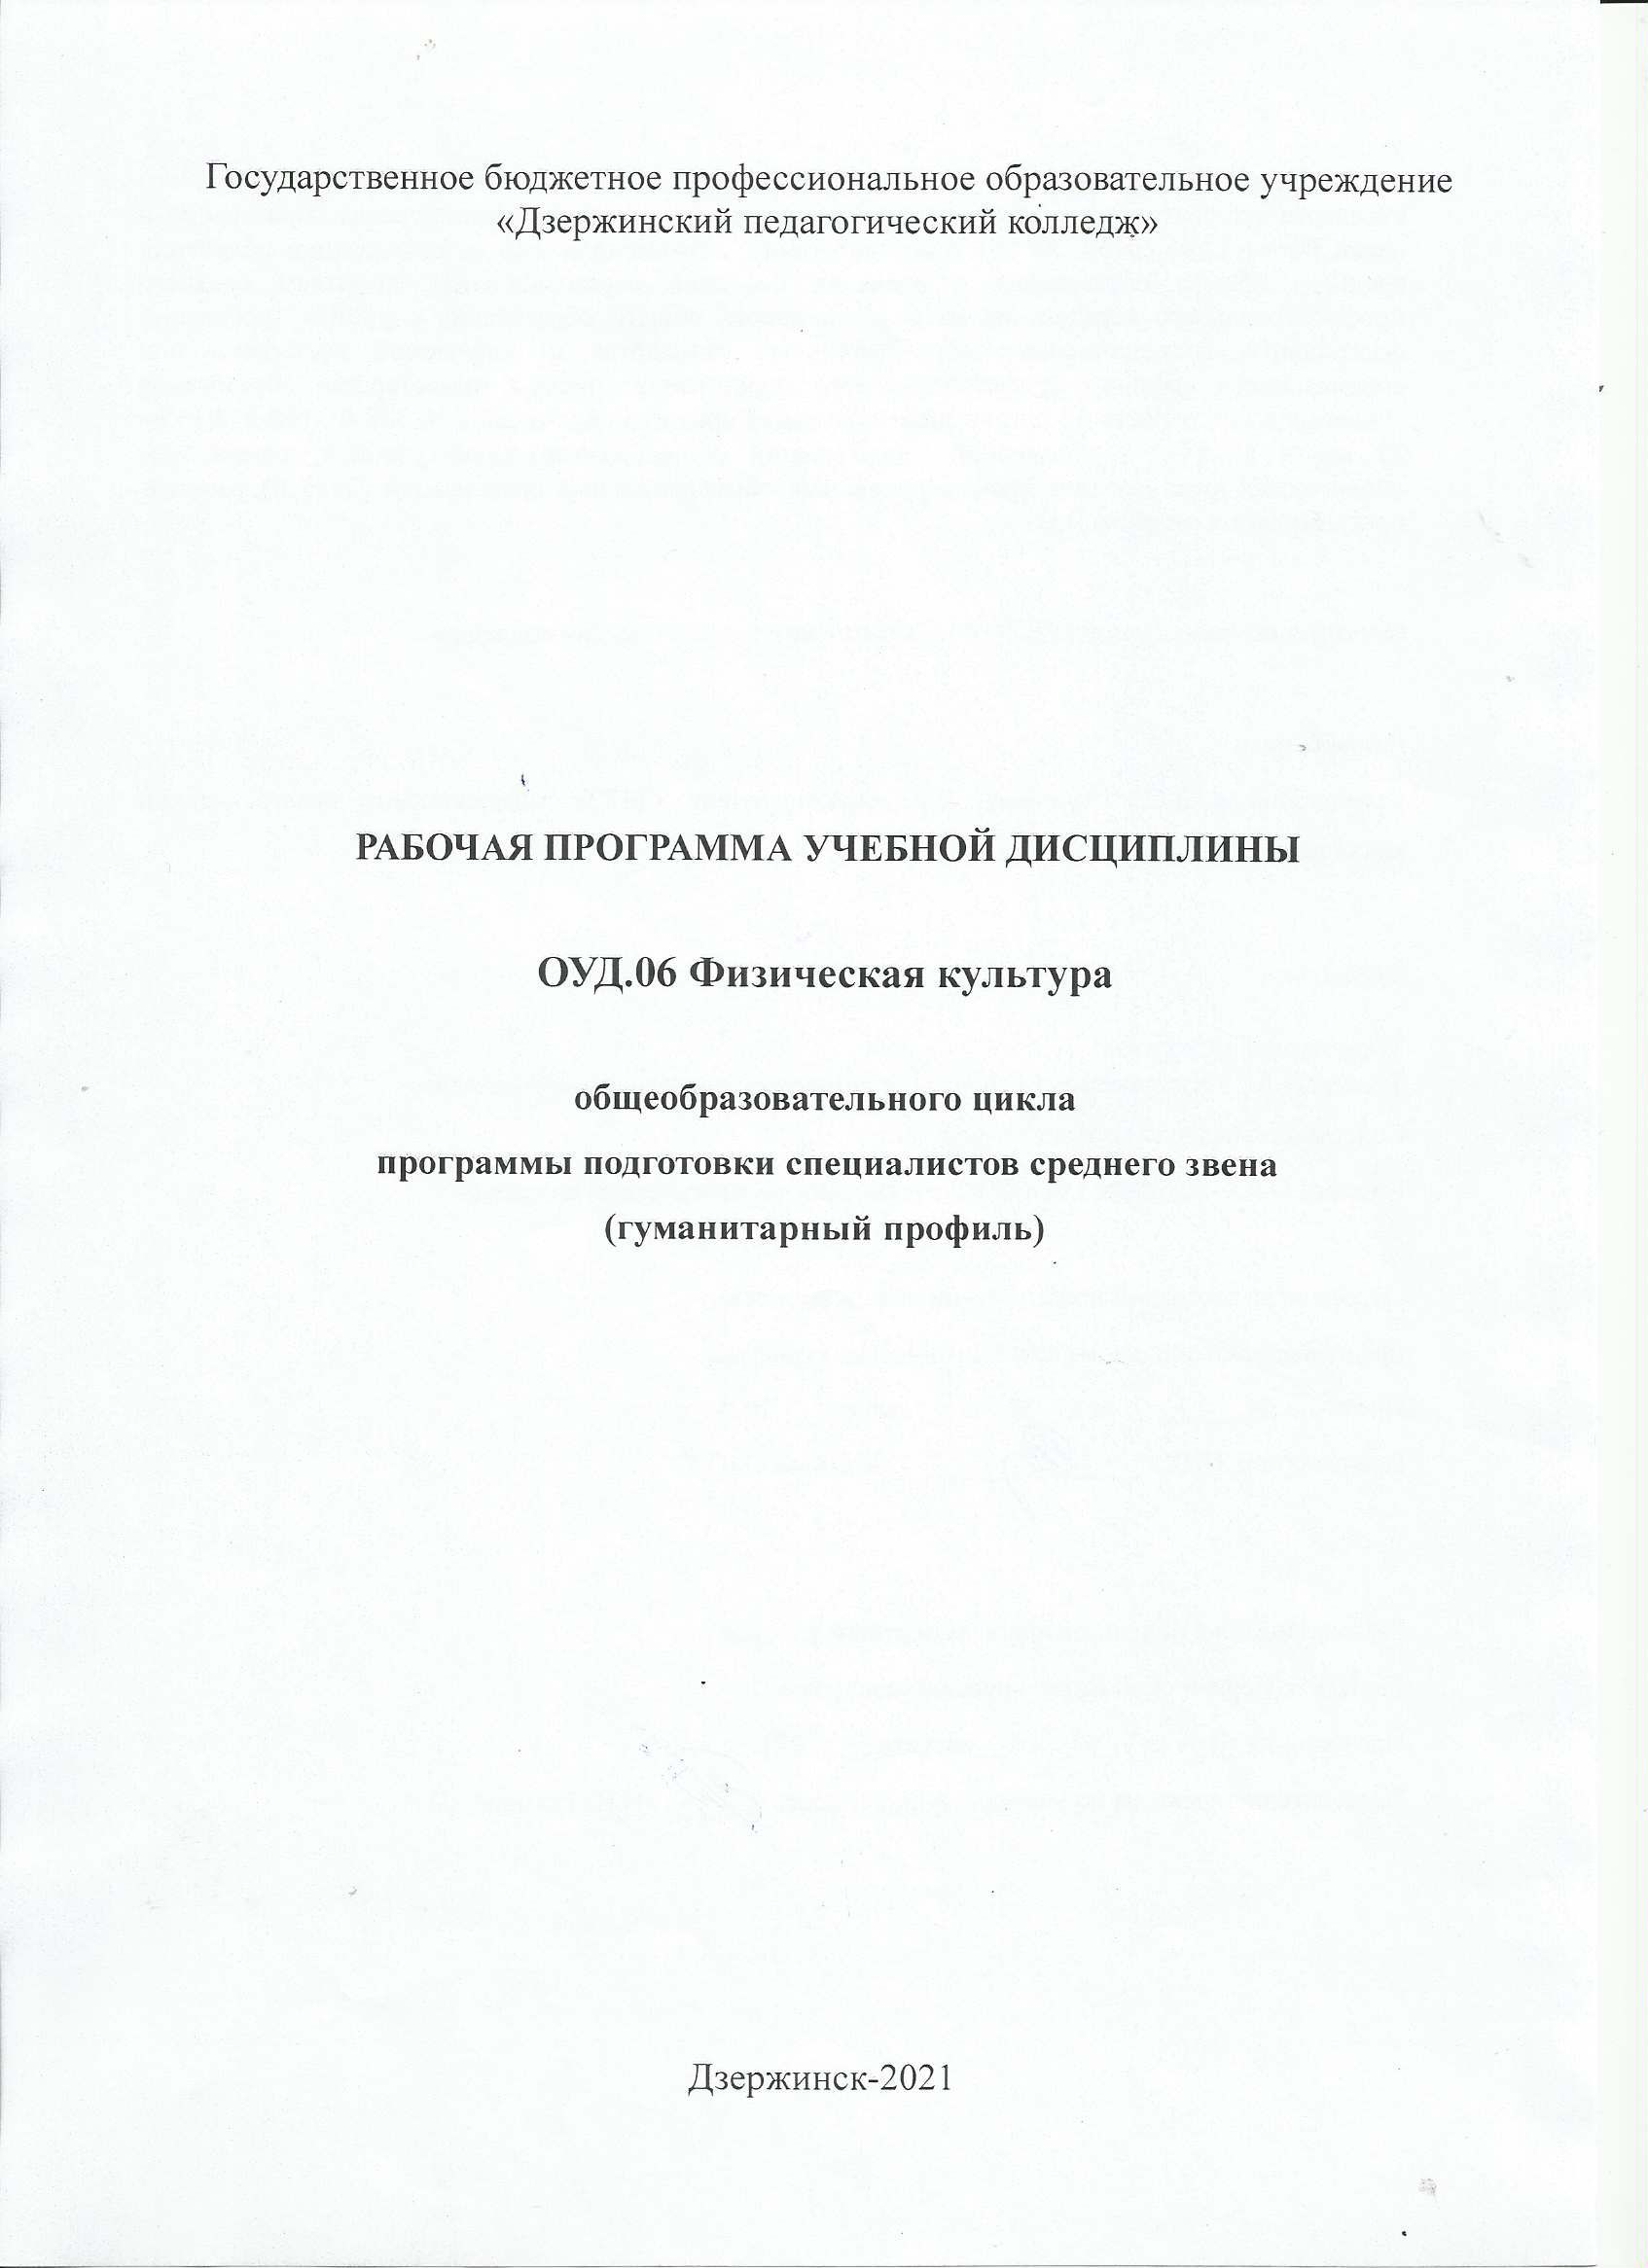 Государственное бюджетное профессиональное образовательное учреждение
«Дзержинский педагогический колледж»
РАБОЧАЯ ПРОГРАММА УЧЕБНОЙ ДИСЦИПЛИНЫ
ОУД.06 Физическая культура
общеобразовательного цикла
программы подготовки специалистов среднего звена
(гуманитарный профиль)
Дзержинск-2021